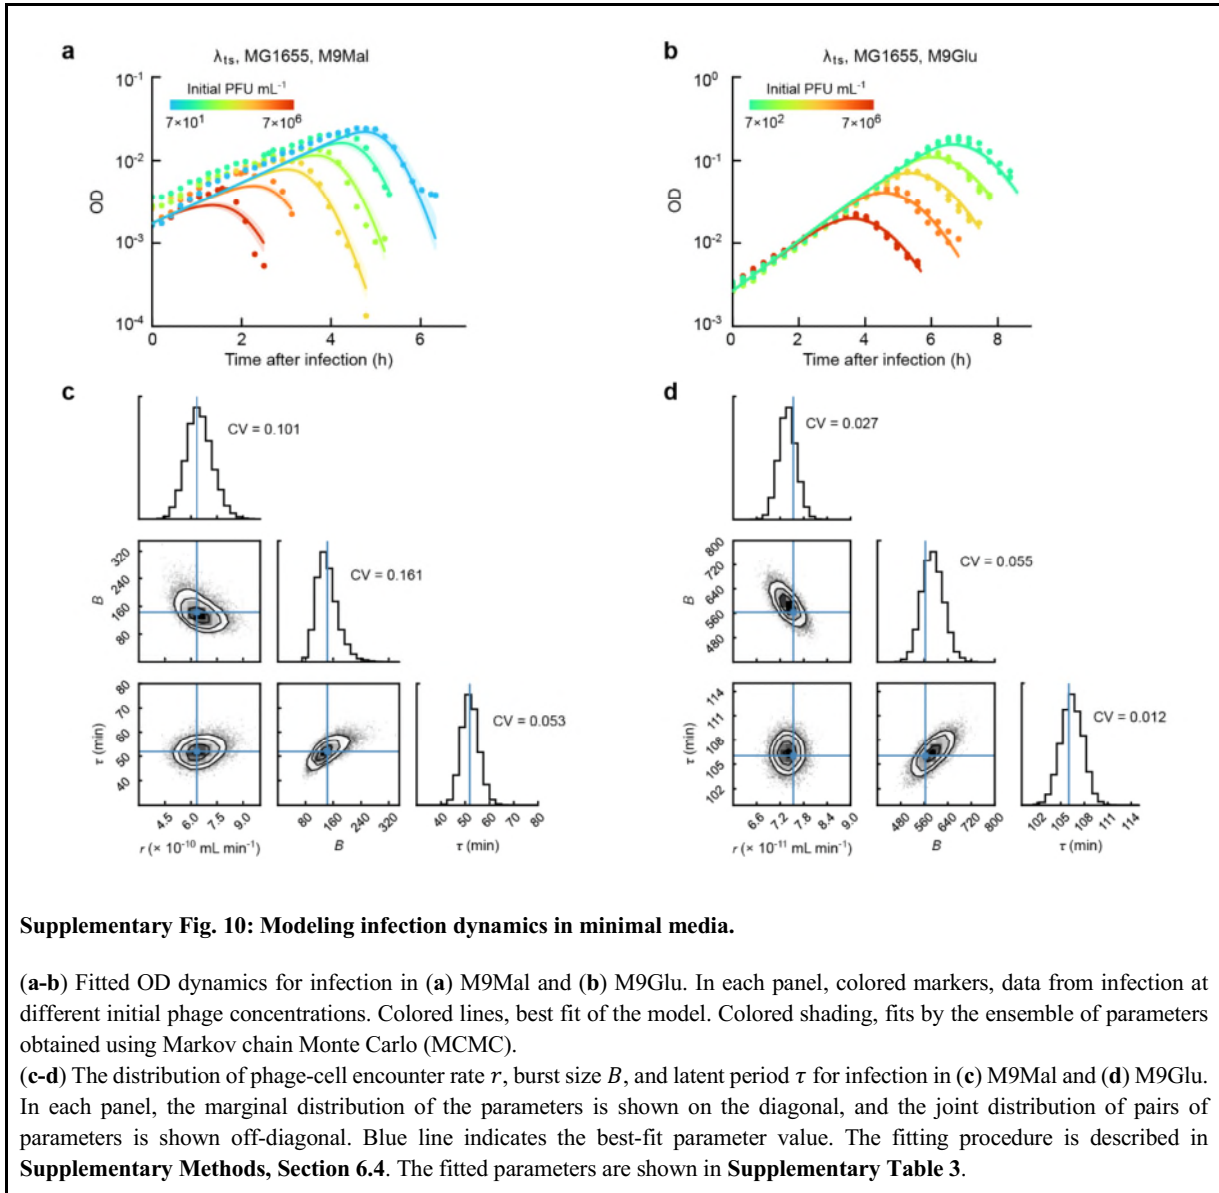 a
λts, MG1655, M9Mal
Initial PFU mL-1
7×10^1 7×10^6
10^-1
10^-2
10^-3
10^-4
OD
0 2 4 6
Time after infection (h)
b
λts, MG1655, M9Glu
Initial PFU mL-1
7×10^2 7×10^6
10^0
10^-1
10^-2
10^-3
OD
0 2 4 6 8
Time after infection (h)
c
CV = 0.101
320
240
160
80
B
CV = 0.161
80
70
60
50
40
τ (min)
CV = 0.053
4.5 6.0 7.5 9.0
r (× 10^-10 mL min^-1)
80 160 240 320
B
40 50 60 70 80
τ (min)
d
CV = 0.027
800
720
640
560
480
B
CV = 0.055
114
111
108
105
102
τ (min)
CV = 0.012
6.6 7.2 7.8 8.4 9.0
r (× 10^-11 mL min^-1)
480 560 640 720 800
B
102 105 108 111 114
τ (min)
Supplementary Fig. 10: Modeling infection dynamics in minimal media.
(a-b) Fitted OD dynamics for infection in (a) M9Mal and (b) M9Glu. In each panel, colored markers, data from infection at
different initial phage concentrations. Colored lines, best fit of the model. Colored shading, fits by the ensemble of parameters
obtained using Markov chain Monte Carlo (MCMC).
(c-d) The distribution of phage-cell encounter rate r, burst size B, and latent period τ for infection in (c) M9Mal and (d) M9Glu.
In each panel, the marginal distribution of the parameters is shown on the diagonal, and the joint distribution of pairs of
parameters is shown off-diagonal. Blue line indicates the best-fit parameter value. The fitting procedure is described in
Supplementary Methods, Section 6.4. The fitted parameters are shown in Supplementary Table 3.